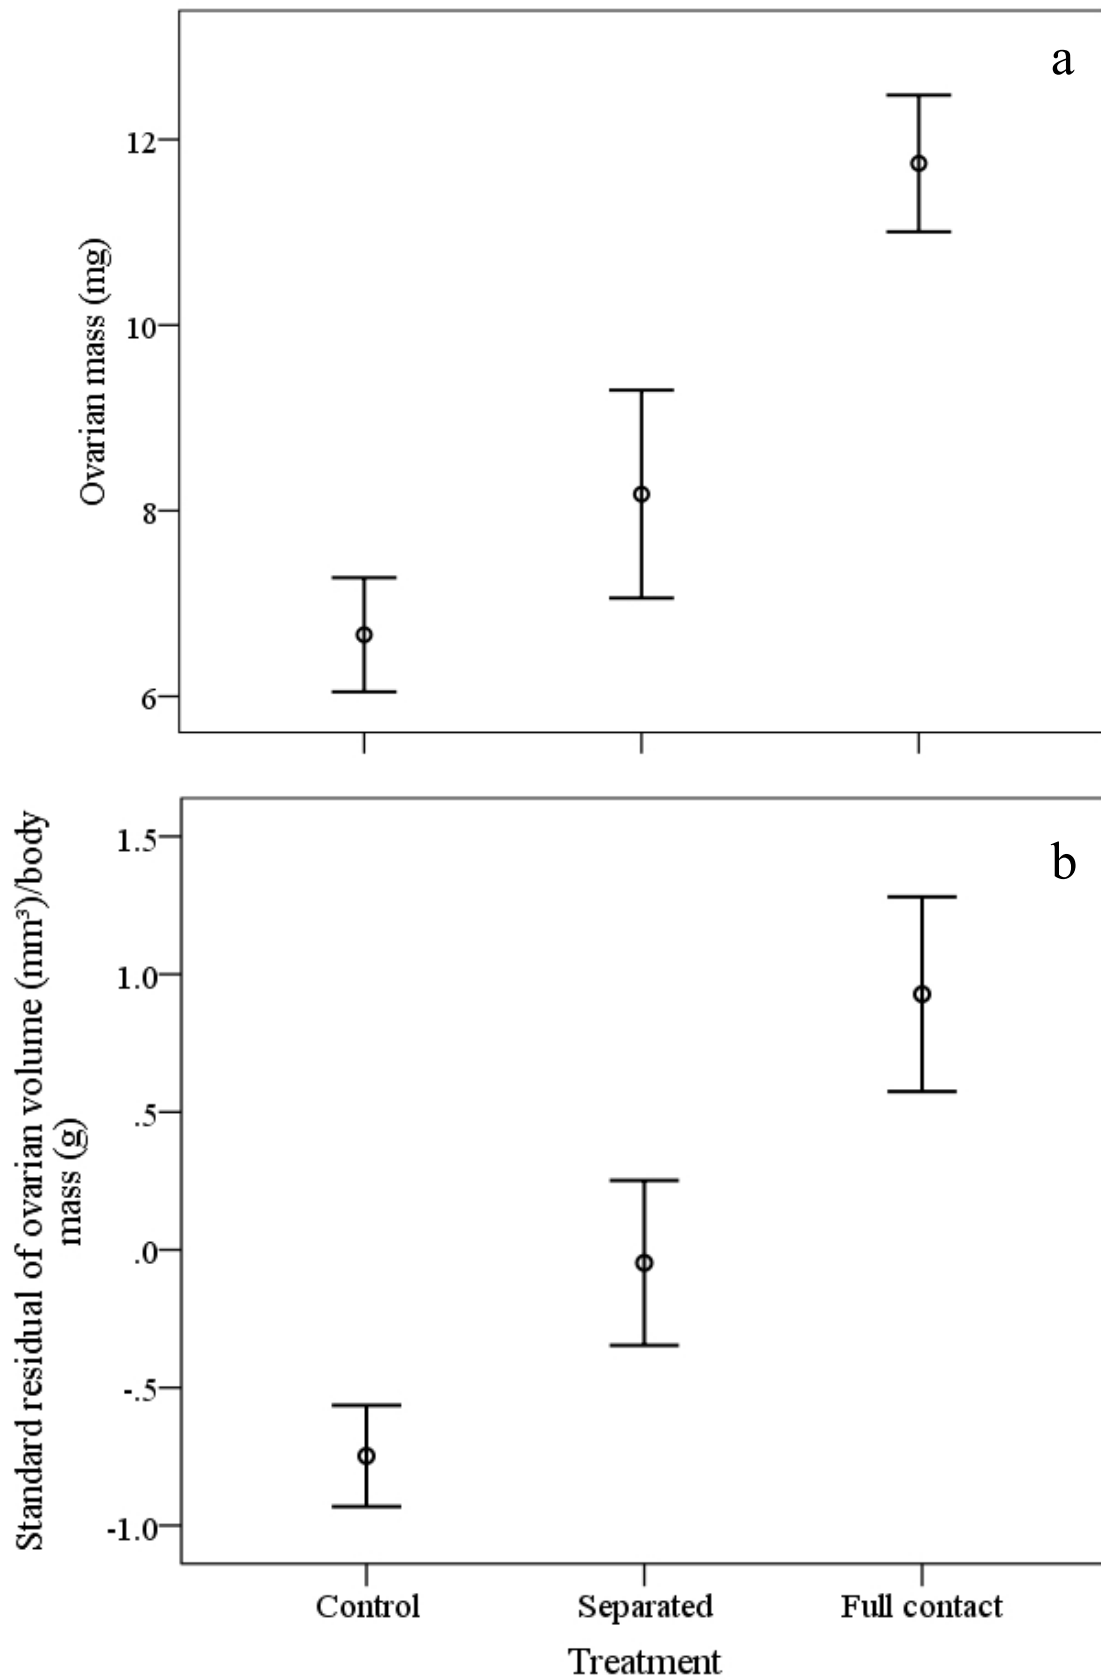 a
Ovarian mass (mg)
12
10
8
6
b
Standard residual of ovarian volume (mm³)/body
mass (g)
1.5
1.0
.5
.0
-.5
-1.0
Control Separated Full contact
Treatment